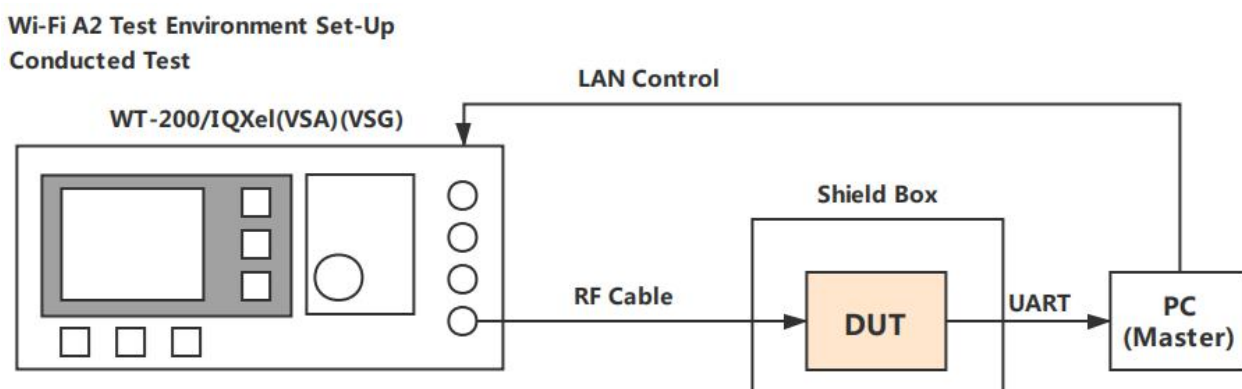 Wi-Fi A2 Test Environment Set-Up
Conducted Test
LAN Control
WT-200/IQXel(VSA)(VSG)
Shield Box
RF Cable
DUT
UART
PC
(Master)